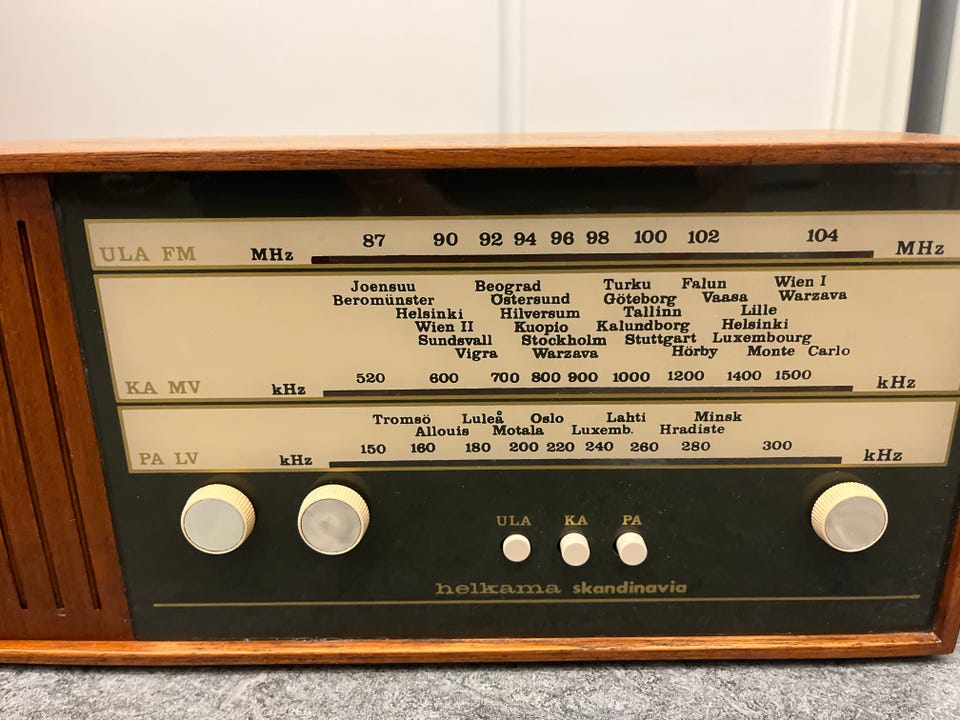 ULA FM MHz 87 90 92 94 96 98 100 102 104 MHz
Joensuu Beograd Turku Falun Wien I
Beromünster Östersund Göteborg Vaasa Warzava
Helsinki Hilversum Tallinn Lille
Wien II Kuopio Kalundborg Helsinki
Sundsvall Stockholm Stuttgart Luxembourg
Vigra Warzava Hörby Monte Carlo
KA MV kHz 520 600 700 800 900 1000 1200 1400 1500 kHz
Tromsö Luleå Oslo Lahti Minsk
Allouis Motala Luxemb. Hradiste
PA LV kHz 150 160 180 200 220 240 260 280 300 kHz
ULA KA PA
helkama skandinavia